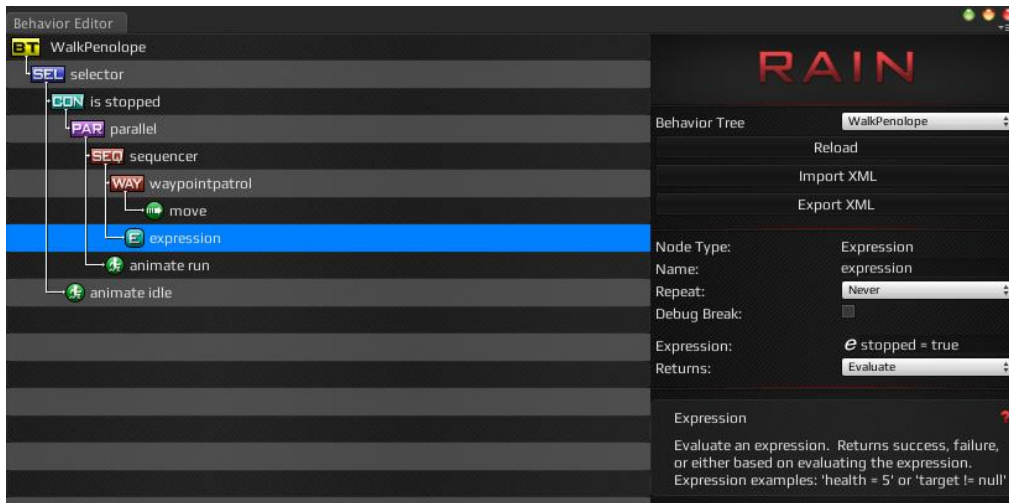 Behavior Editor
BT WalkPenolope
SEL selector
CON is stopped
PAR parallel
SEQ sequencer
WAY waypointpatrol
move
E expression
animate run
animate idle
RAIN
Behavior Tree WalkPenolope
Reload
Import XML
Export XML
Node Type: Expression
Name: expression
Repeat: Never
Debug Break:
Expression: e stopped = true
Returns: Evaluate
Expression ?
Evaluate an expression. Returns success, failure,
or either based on evaluating the expression.
Expression examples: 'health = 5' or 'target != null'